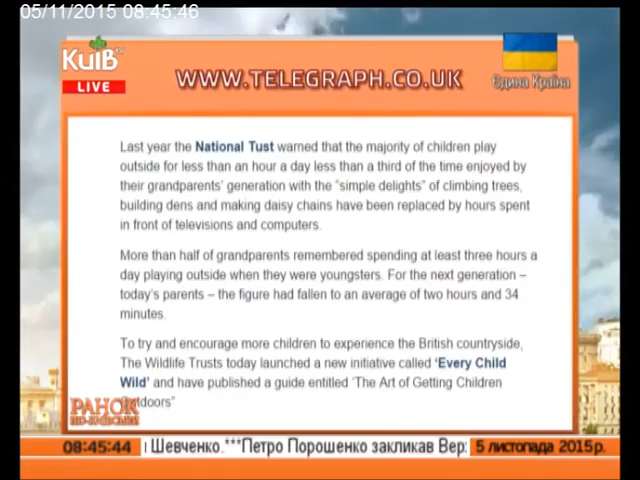 05/11/2015 08:45:46
КиїВ TV
LIVE
WWW.TELEGRAPH.CO.UK
Єдина Країна
Last year the National Tust warned that the majority of children play
outside for less than an hour a day less than a third of the time enjoyed by
their grandparents' generation with the "simple delights" of climbing trees,
building dens and making daisy chains have been replaced by hours spent
in front of televisions and computers.
More than half of grandparents remembered spending at least three hours a
day playing outside when they were youngsters. For the next generation –
today's parents – the figure had fallen to an average of two hours and 34
minutes.
To try and encourage more children to experience the British countryside,
The Wildlife Trusts today launched a new initiative called 'Every Child
Wild' and have published a guide entitled 'The Art of Getting Children
Outdoors"
РАНОК
ПО-КИЇВСЬКИ
08:45:44 Шевченко.***Петро Порошенко закликав Вер: 5 листопада 2015р.